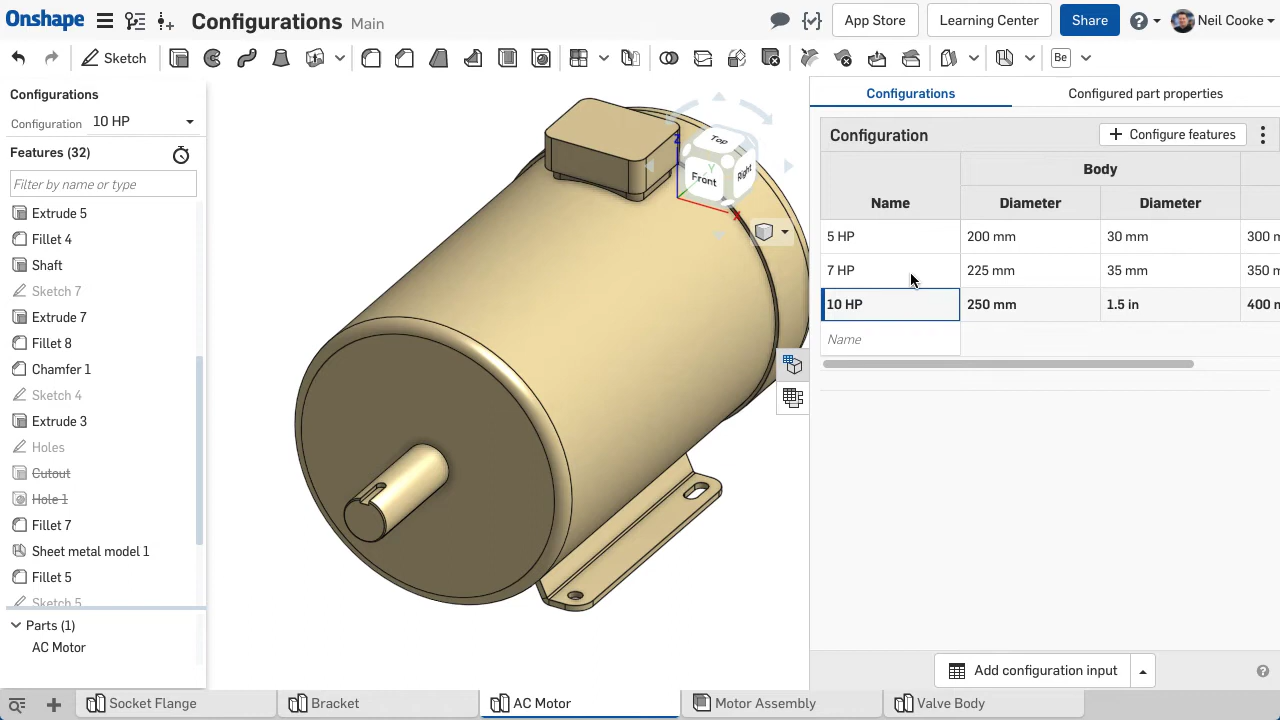 Onshape
Configurations Main
App Store
Learning Center
Share
Neil Cooke
Sketch
Be
Configurations
Configuration 10 HP
Features (32)
Filter by name or type
Extrude 5
Fillet 4
Shaft
Sketch 7
Extrude 7
Fillet 8
Chamfer 1
Sketch 4
Extrude 3
Holes
Cutout
Hole 1
Fillet 7
Sheet metal model 1
Fillet 5
Sketch 5
Parts (1)
AC Motor
Top
Front
Right
Z
Y
X
Configurations
Configured part properties
Configuration
Configure features
Body
Name Diameter Diameter
5 HP 200 mm 30 mm 300 m
7 HP 225 mm 35 mm 350 m
10 HP 250 mm 1.5 in 400 m
Name
Add configuration input
Socket Flange
Bracket
AC Motor
Motor Assembly
Valve Body